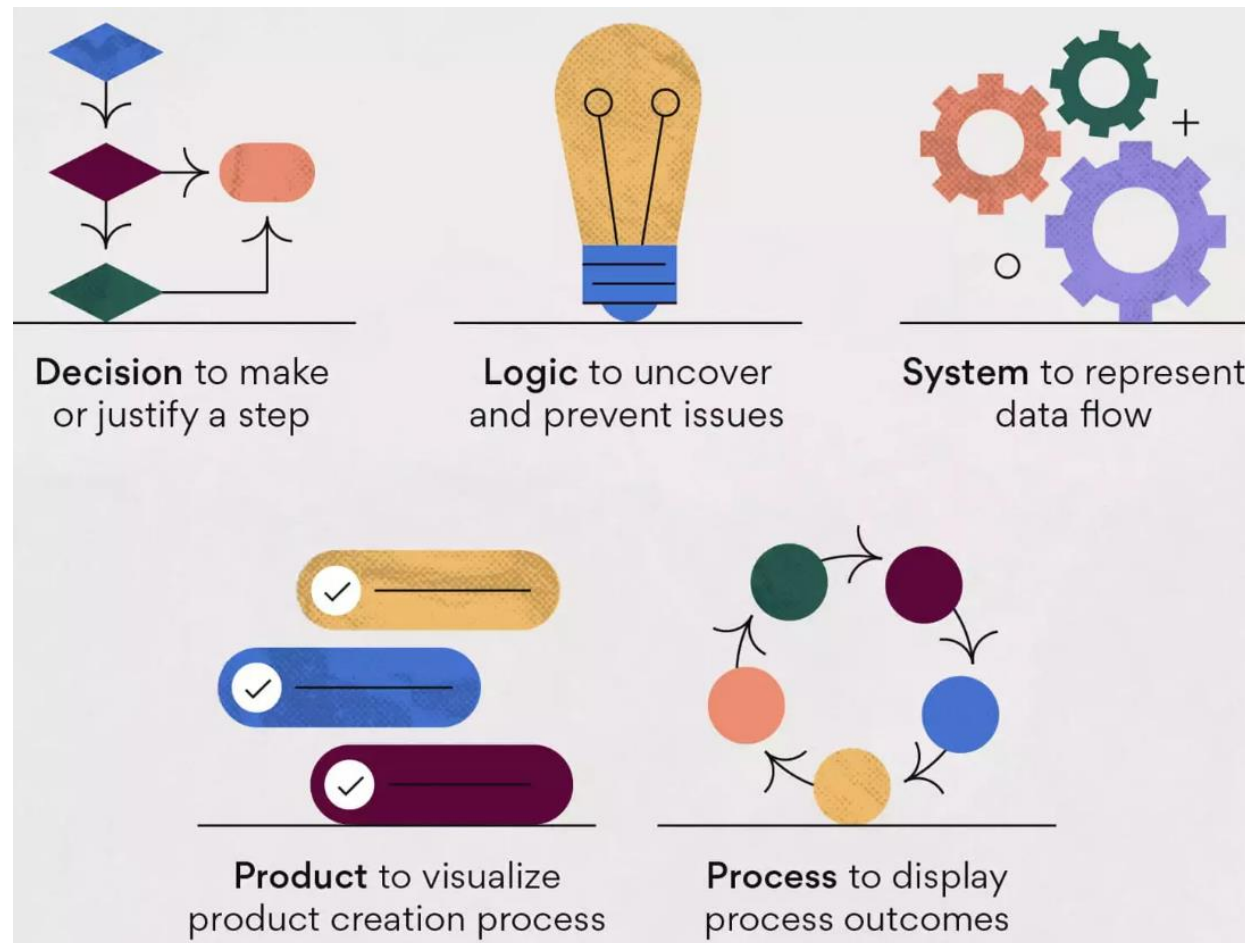 Decision to make
or justify a step
Logic to uncover
and prevent issues
System to represent
data flow
Product to visualize
product creation process
Process to display
process outcomes